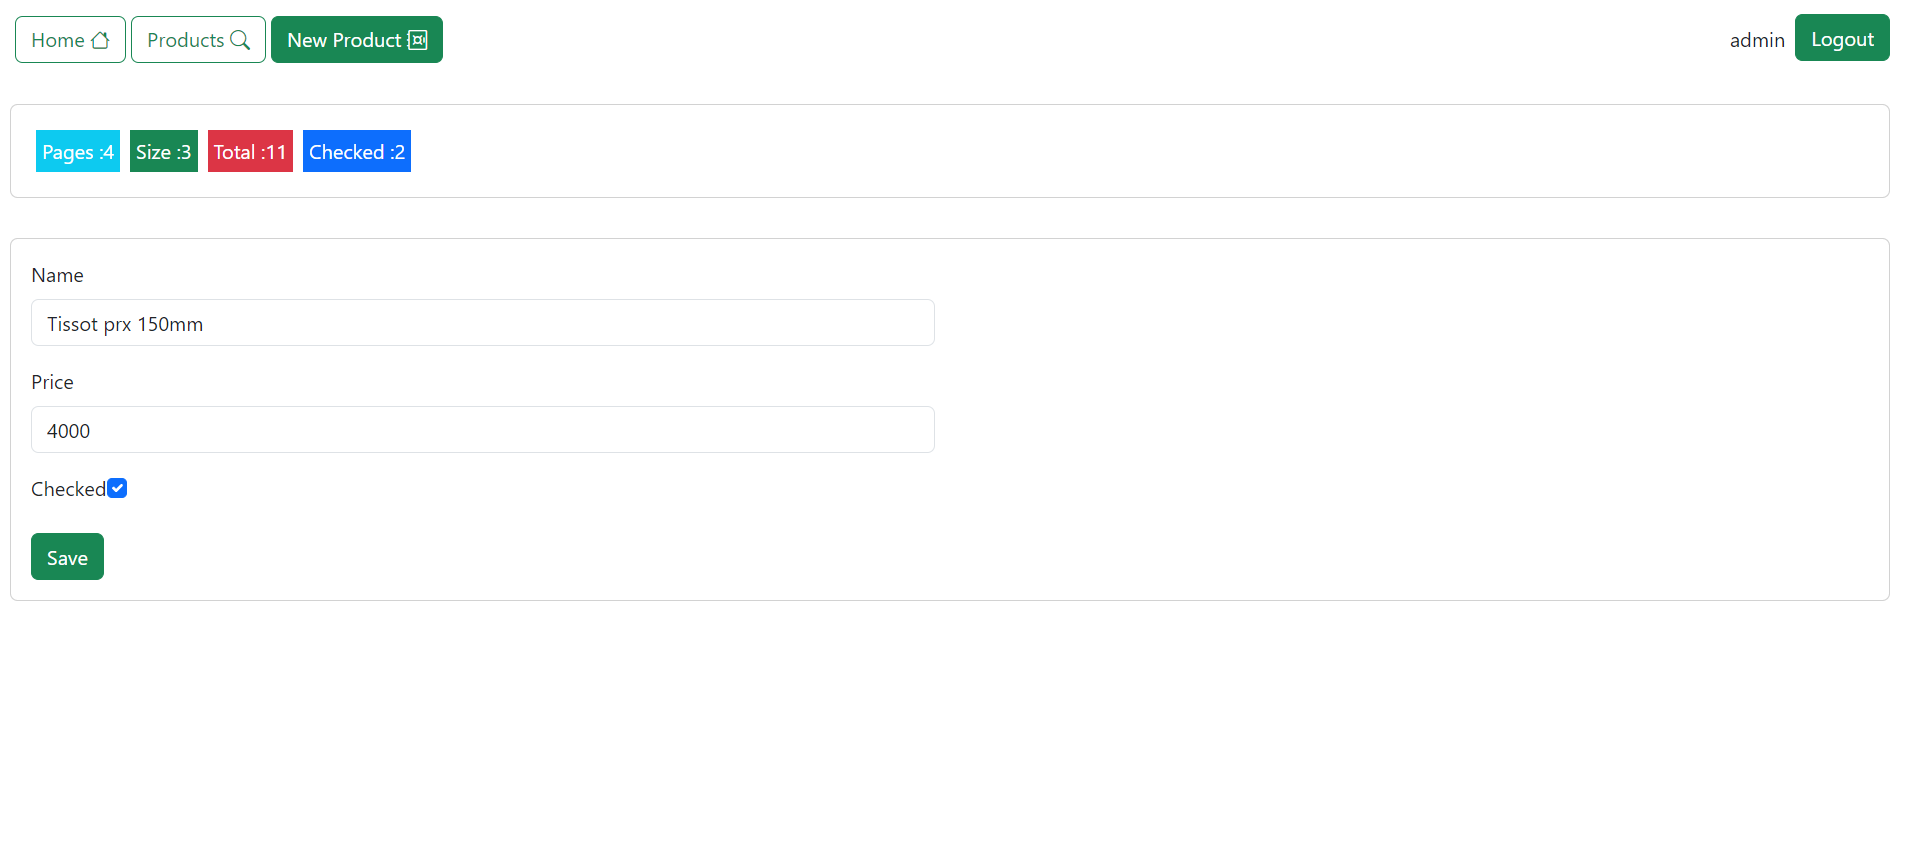 Home Products New Product admin Logout
Pages :4 Size :3 Total :11 Checked :2
Name
Tissot prx 150mm
Price
4000
Checked
Save